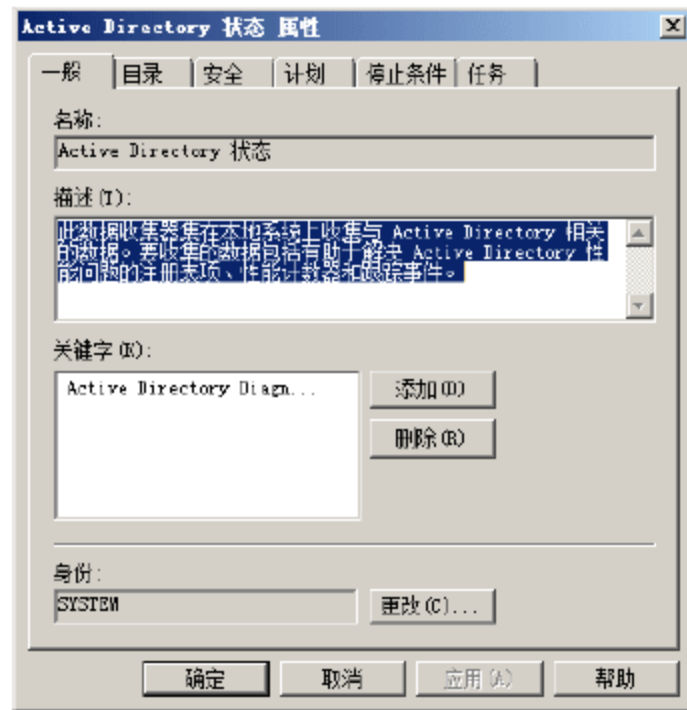 Active Directory 状态 属性
一般 目录 安全 计划 停止条件 任务
名称:
Active Directory 状态
描述(T):
此数据收集器集在本地系统上收集与 Active Directory 相关
的数据。要收集的数据包括有助于解决 Active Directory 性
能问题的注册表项、性能计数器和跟踪事件。
关键字(K):
Active Directory Diagn...
添加(D)
删除(R)
身份:
SYSTEM
更改(C)...
确定 取消 应用(A) 帮助